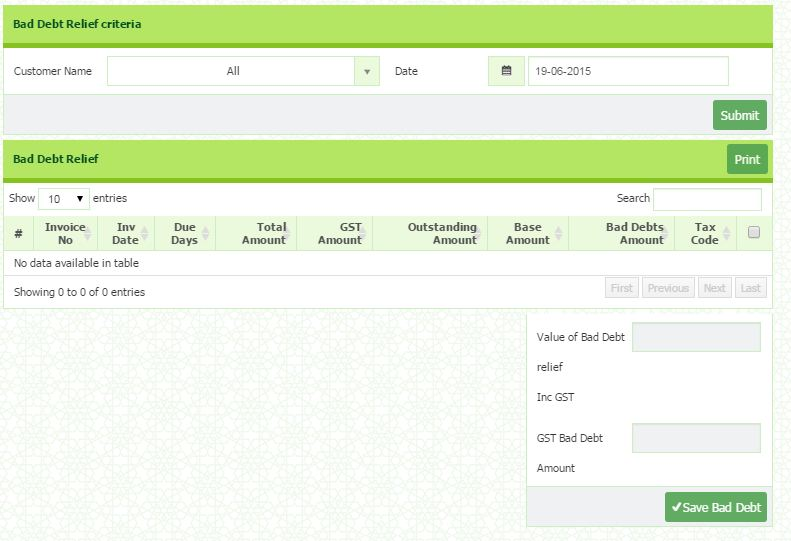 Bad Debt Relief criteria
Customer Name All Date 19-06-2015
Submit
Bad Debt Relief Print
Show 10 entries Search
# Invoice No Inv Date Due Days Total Amount GST Amount Outstanding Amount Base Amount Bad Debts Amount Tax Code
No data available in table
Showing 0 to 0 of 0 entries First Previous Next Last
Value of Bad Debt
relief
Inc GST
GST Bad Debt
Amount
✔Save Bad Debt